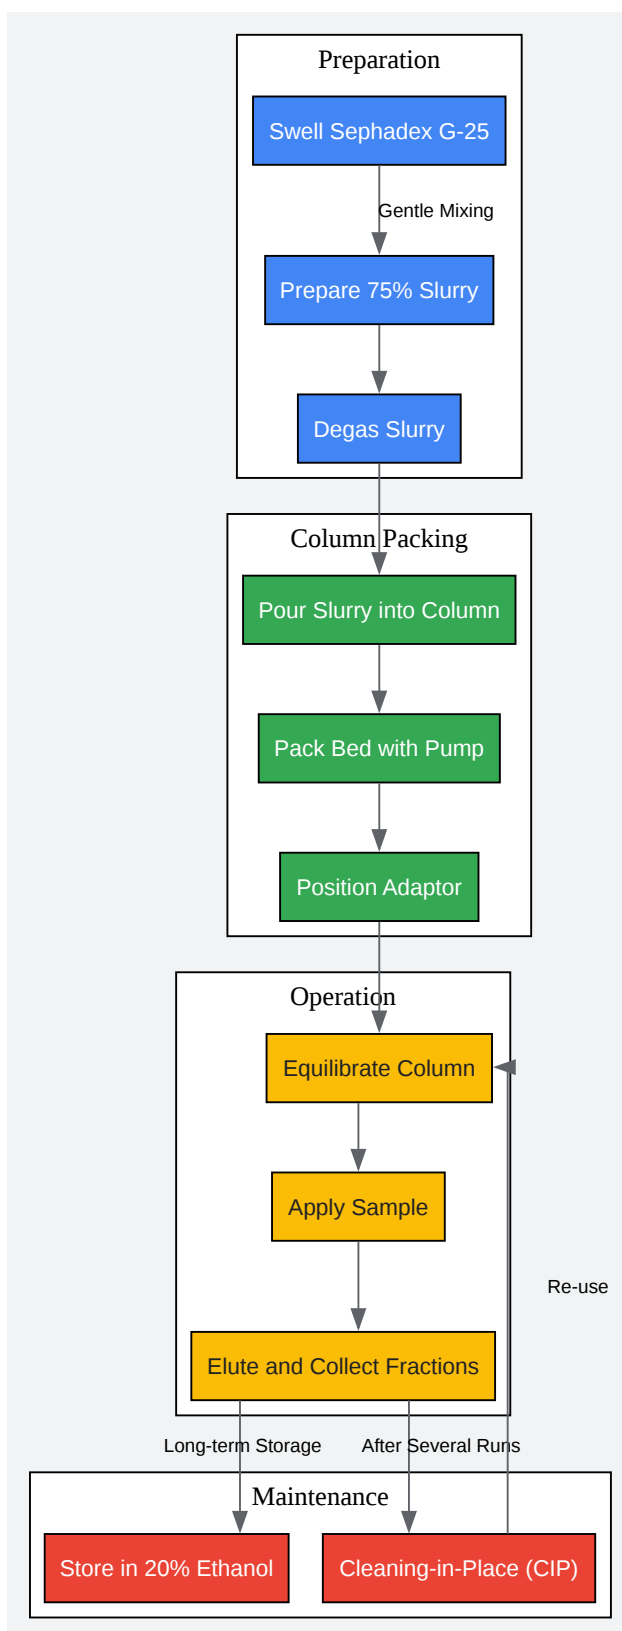 Preparation
Swell Sephadex G-25
Gentle Mixing
Prepare 75% Slurry
Degas Slurry
Column Packing
Pour Slurry into Column
Pack Bed with Pump
Position Adaptor
Operation
Equilibrate Column
Apply Sample
Re-use
Elute and Collect Fractions
Long-term Storage
After Several Runs
Maintenance
Store in 20% Ethanol
Cleaning-in-Place (CIP)